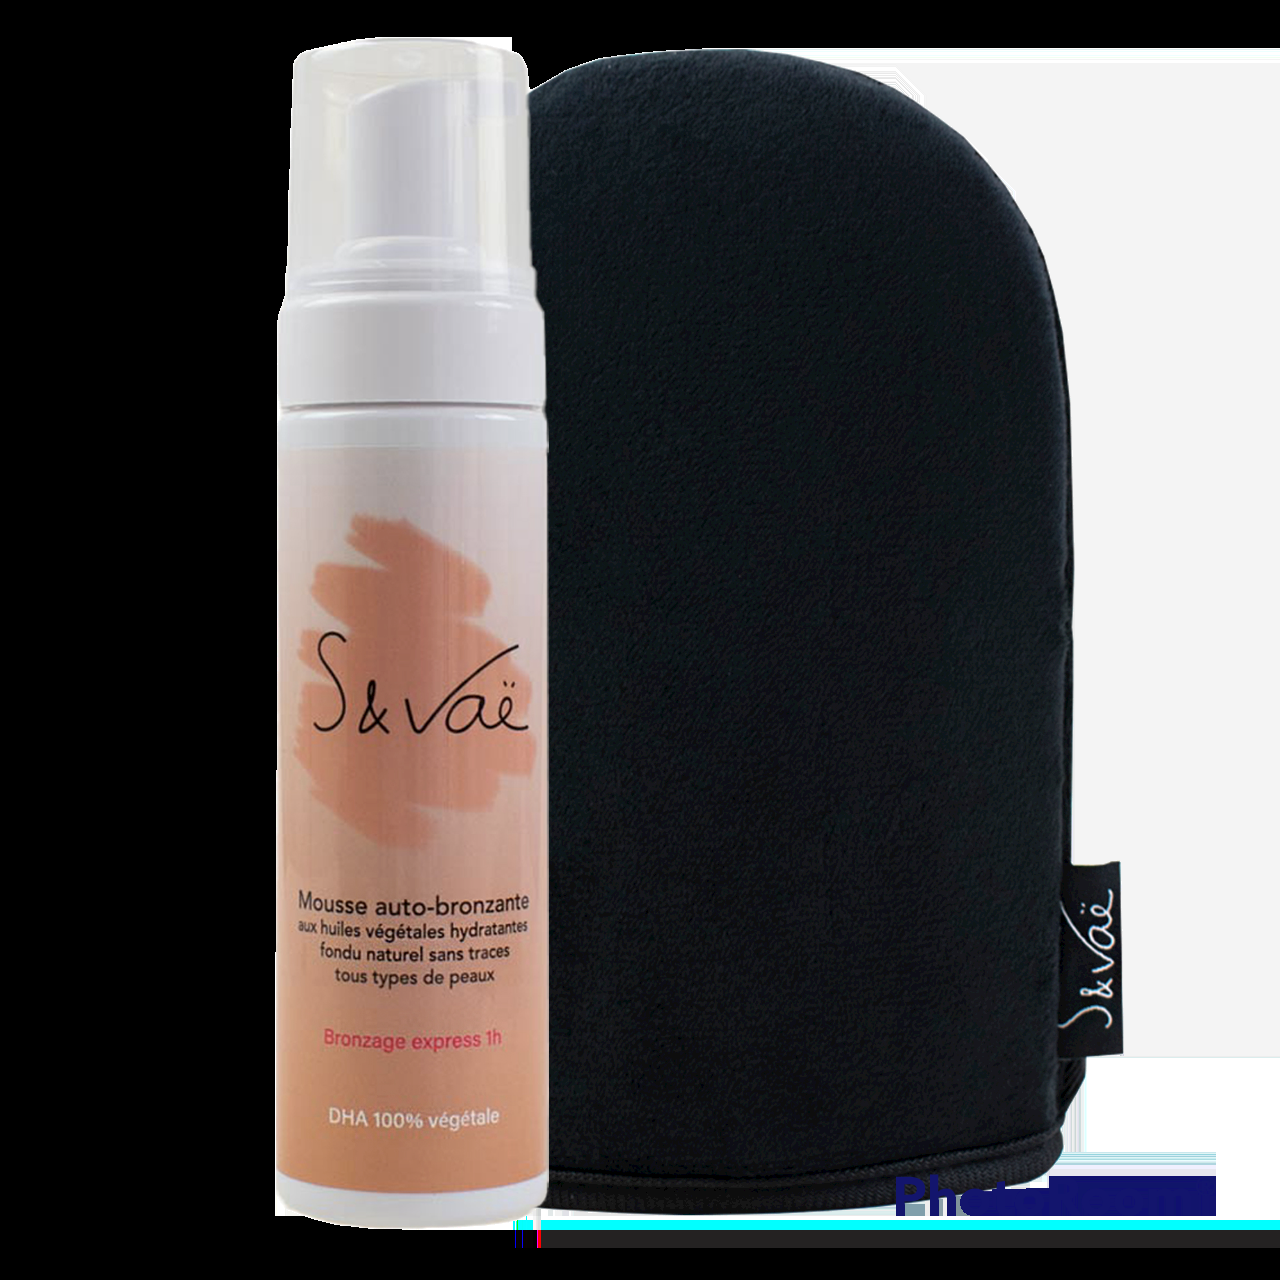 S & Vaë
Mousse auto-bronzante
aux huiles végétales hydratantes
fondu naturel sans traces
tous types de peaux
Bronzage express 1h
DHA 100% végétale
S & Vaë